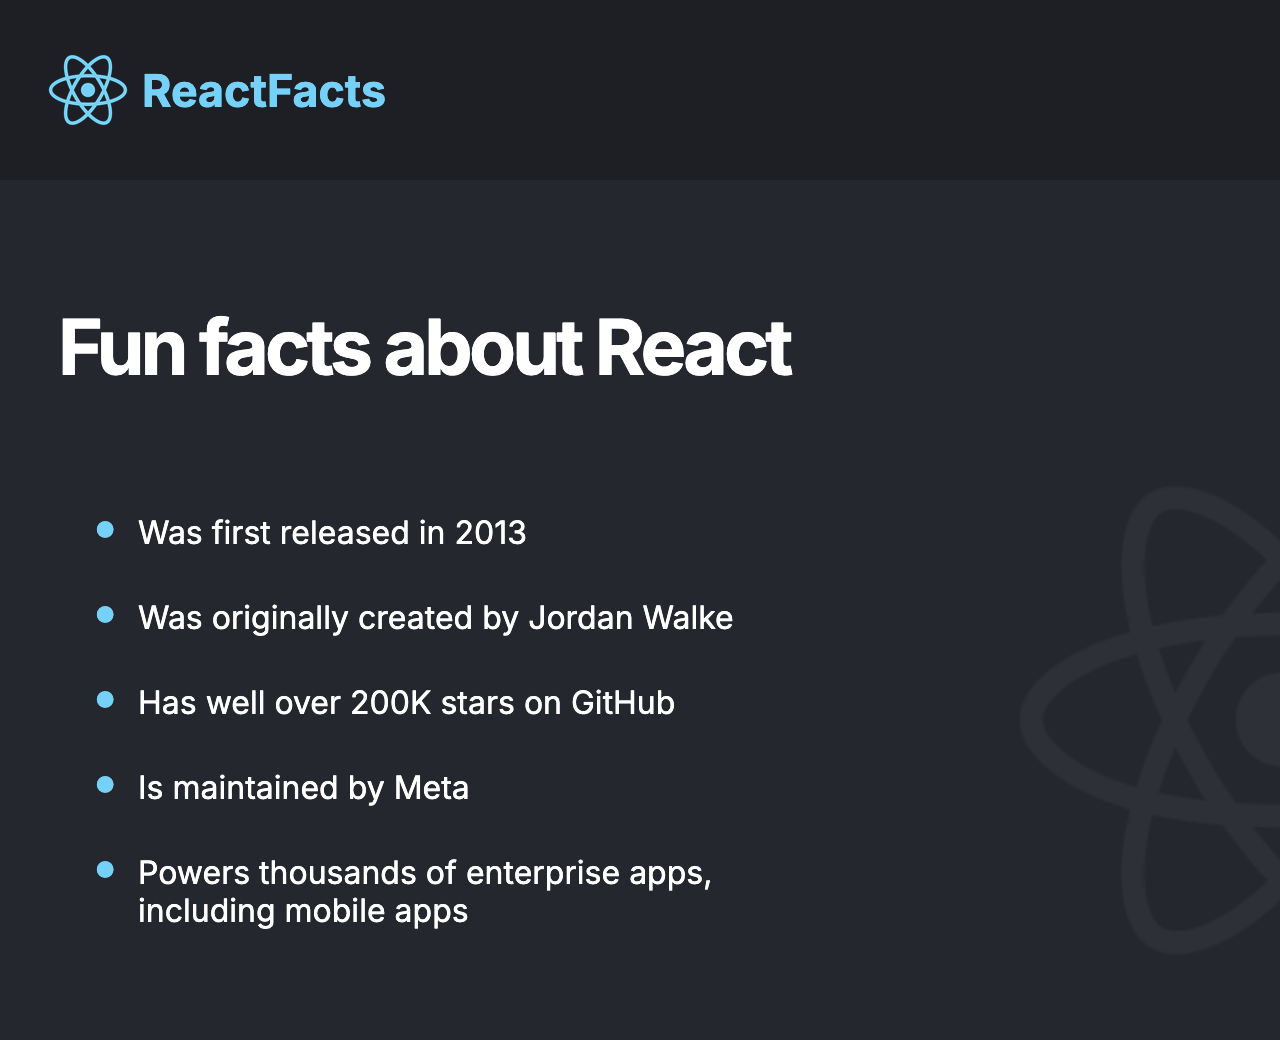 ReactFacts
Fun facts about React
Was first released in 2013
Was originally created by Jordan Walke
Has well over 200K stars on GitHub
Is maintained by Meta
Powers thousands of enterprise apps,
including mobile apps